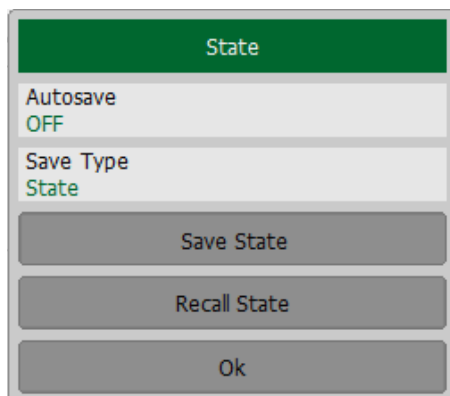 State
Autosave
OFF
Save Type
State
Save State
Recall State
Ok